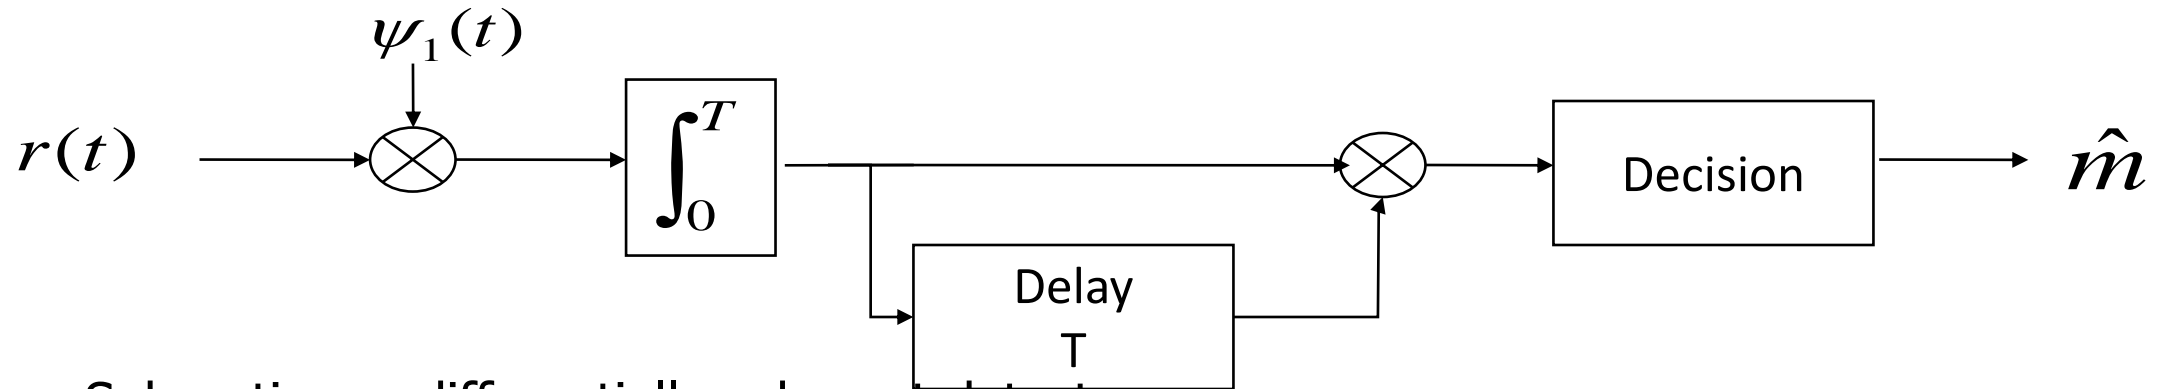 ψ₁(t)
r(t)
∫₀ᵀ
Decision
m̂
Delay
T